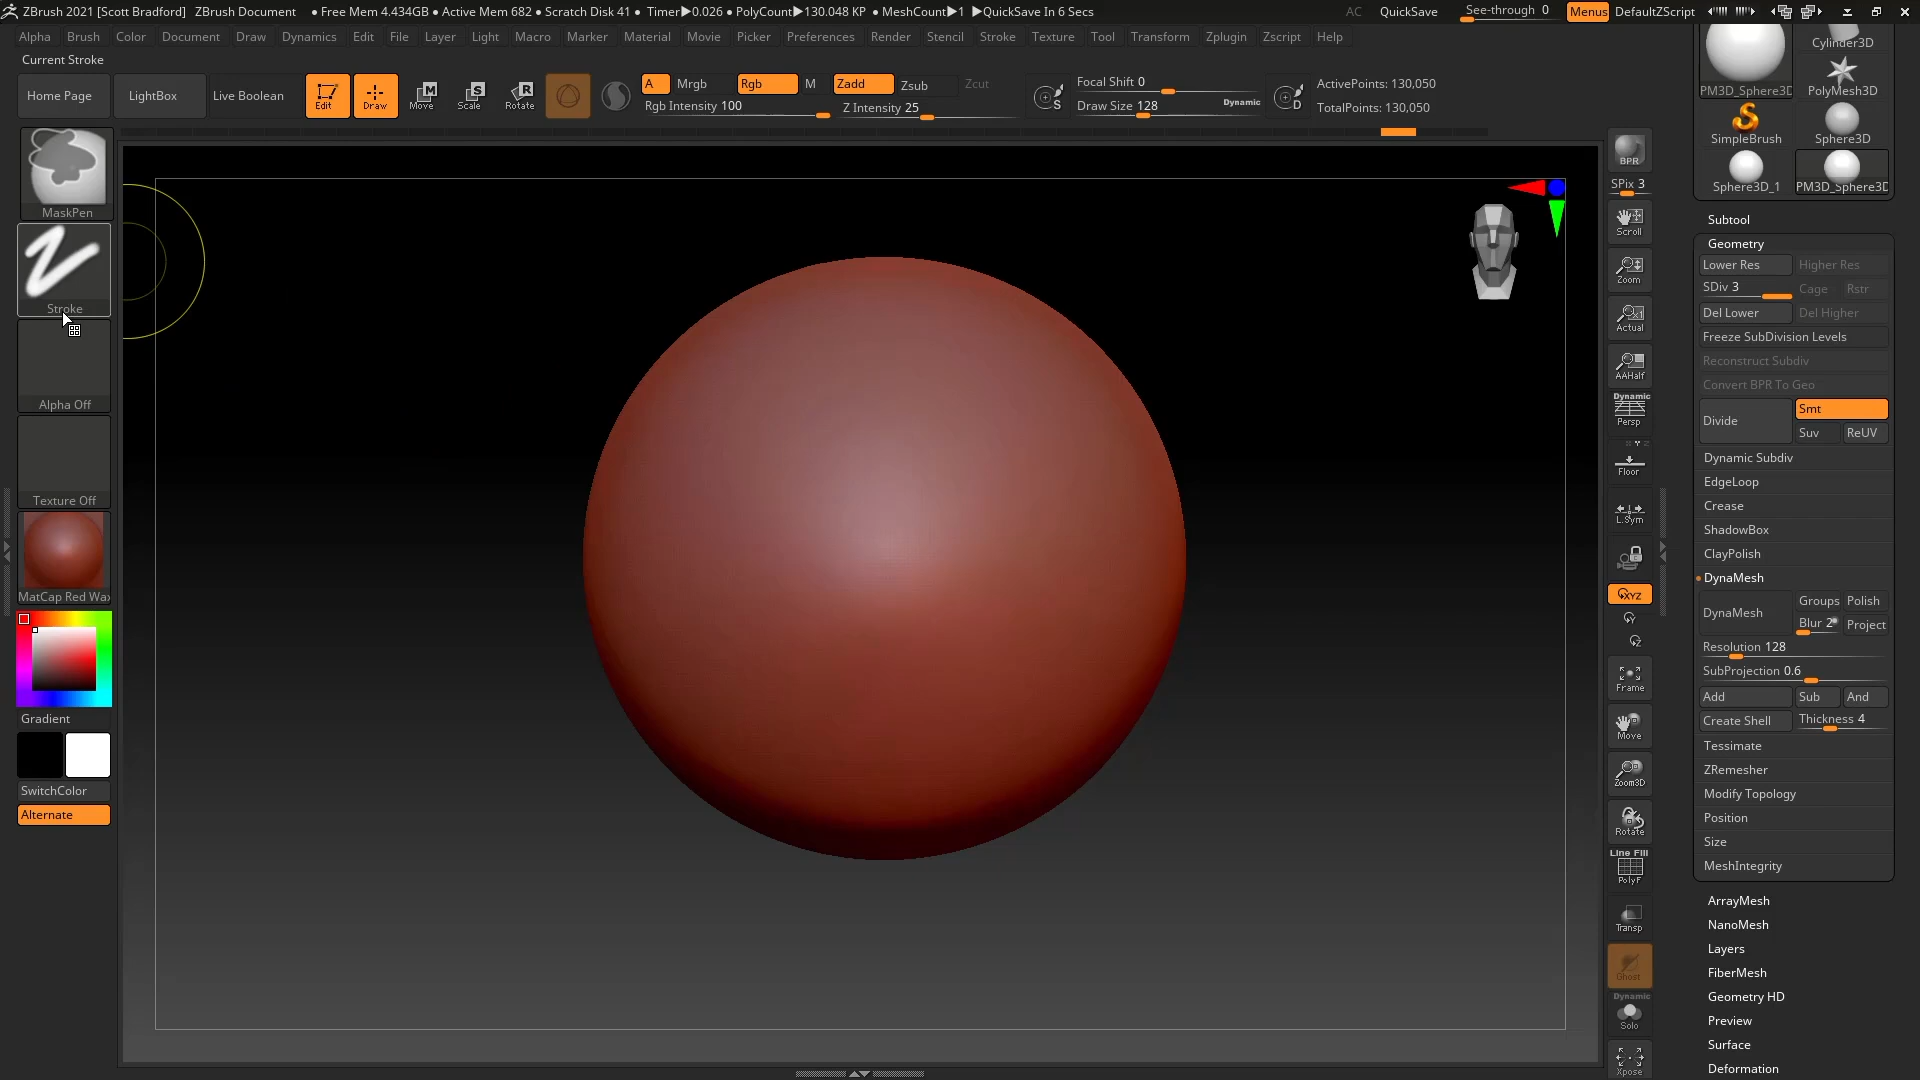 ZBrush 2021 [Scott Bradford] ZBrush Document • Free Mem 4.434GB • Active Mem 682 • Scratch Disk 41 • Timer▶0.026 • PolyCount▶130.048 KP • MeshCount▶1 ▶QuickSave In 6 Secs AC QuickSave See-through 0 Menus DefaultZScript
Alpha Brush Color Document Draw Dynamics Edit File Layer Light Macro Marker Material Movie Picker Preferences Render Stencil Stroke Texture Tool Transform Zplugin Zscript Help
Current Stroke
Home Page LightBox Live Boolean Edit Draw Move Scale Rotate
A Mrgb Rgb M Zadd Zsub Zcut
Rgb Intensity 100 Z Intensity 25
S Focal Shift 0
Draw Size 128 Dynamic D
ActivePoints: 130,050
TotalPoints: 130,050
MaskPen
Stroke
Alpha Off
Texture Off
MatCap Red Wax
Gradient
SwitchColor
Alternate
BPR
SPix 3
Scroll
Zoom
Actual
AAHalf
Dynamic
Persp
Floor
L.Sym
XYZ
Y
Z
Frame
Move
Zoom3D
Rotate
Line Fill
PolyF
Transp
Ghost
Dynamic
Solo
Xpose
Cylinder3D
PM3D_Sphere3D PolyMesh3D
SimpleBrush Sphere3D
Sphere3D_1 PM3D_Sphere3D
Subtool
Geometry
Lower Res Higher Res
SDiv 3 Cage Rstr
Del Lower Del Higher
Freeze SubDivision Levels
Reconstruct Subdiv
Convert BPR To Geo
Divide Smt
Suv ReUV
Dynamic Subdiv
EdgeLoop
Crease
ShadowBox
ClayPolish
DynaMesh
DynaMesh Groups Polish
Blur 2 Project
Resolution 128
SubProjection 0.6
Add Sub And
Create Shell Thickness 4
Tessimate
ZRemesher
Modify Topology
Position
Size
MeshIntegrity
ArrayMesh
NanoMesh
Layers
FiberMesh
Geometry HD
Preview
Surface
Deformation